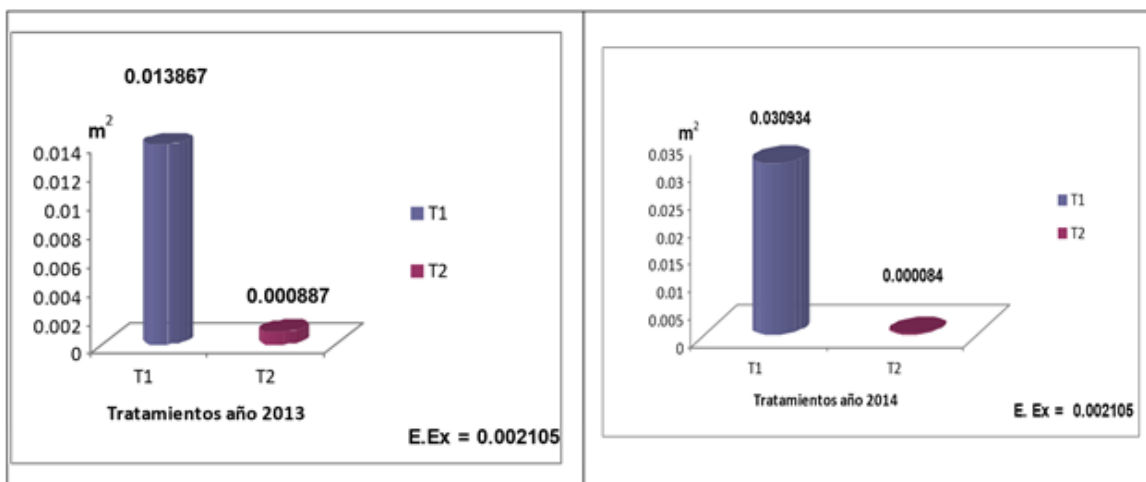 0.013867
m²
0.014
0.012
0.01
0.008
0.006
0.004
0.002
0
0.000887
T1
T2
T1 T2
Tratamientos año 2013
E.Ex = 0.002105
0.030934
m²
0.035
0.03
0.025
0.02
0.015
0.01
0.005
0
0.000084
T1
T2
T1 T2
Tratamientos año 2014
E. Ex = 0.002105